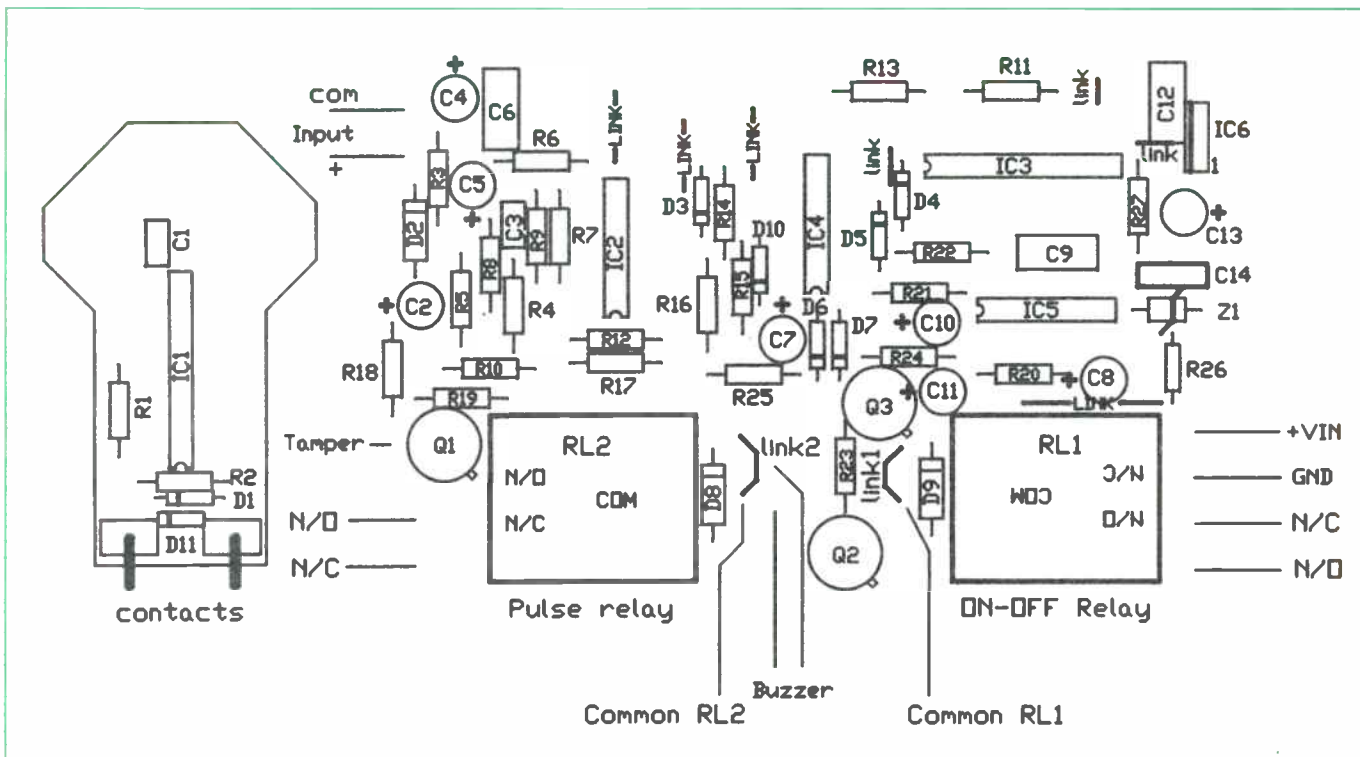 R13
R11
com
C4
C6
link
C12
IC6
Input
+
+
R6
-LINK-
-LINK-
-LINK-
link
link
1
R3
C5
+
IC3
D2
C3
R9
R7
IC2
D3
R14
D10
IC4
D4
D5
R27
+
C13
C1
R8
R22
C9
R5
R4
R16
R15
C14
+
C2
+
C7
D6
D7
R21
+
C10
IC5
Z1
IC1
R12
R18
R10
R17
R25
R24
R20
+
C8
R26
R1
R19
Q3
+
C11
LINK
Tamper
Q1
RL2
link2
RL1
+VIN
R2
N/O
COM
D8
R23
link1
D9
COM
N/C
GND
D1
N/O
N/C
N/O
N/C
D11
Q2
N/C
N/O
contacts
Pulse relay
ON-OFF Relay
Buzzer
Common RL2
Common RL1